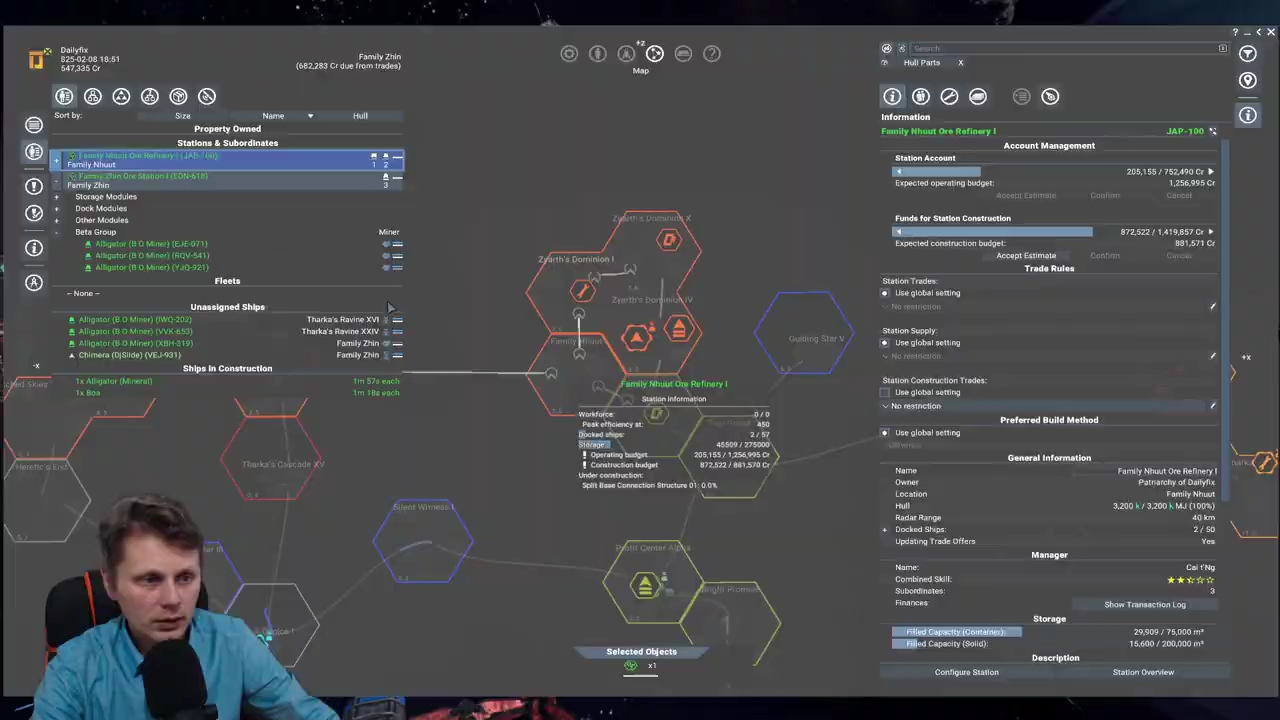 Dailyfix
825-02-08 18:51
547,335 Cr
Family Zhin
(682,283 Cr due from trades)
+2
Map
Search
Hull Parts X
Sort by: Size Name Hull
Property Owned
Stations & Subordinates
Family Nhuut Ore Refinery I (JAP-100)
Family Nhuut 1 2
Family Zhin Ore Station I (EON-618)
Family Zhin 3
Storage Modules
Dock Modules
Other Modules
Beta Group Miner
Alligator (B O Miner) (EJE-071)
Alligator (B O Miner) (RQV-541)
Alligator (B O Miner) (YJQ-921)
Fleets
-- None --
Unassigned Ships
Alligator (B O Miner) (IWQ-202) Tharka's Ravine XVI
Alligator (B O Miner) (VVK-653) Tharka's Ravine XXIV
Alligator (B O Miner) (XBH-319) Family Zhin
Chimera (DjSlide) (VEJ-931) Family Zhin
Ships in Construction
1x Alligator (Mineral) 1m 57s each
1x Boa 1m 18s each
-x
+x
Zyarth's Dominion X
Zyarth's Dominion I
Zyarth's Dominion IV
Family Nhuut
Guiding Star V
Tharka's Cascade XV
Heretic's End
Silent Witness I
Profit Center Alpha
Bright Promise
Family Nhuut Ore Refinery I
Station Information
Workforce: 0 / 0
Peak efficiency at: 450
Docked ships: 2 / 57
Storage: 45509 / 275000
Operating budget 205,155 / 1,256,995 Cr
Construction budget 872,522 / 881,570 Cr
Under construction:
Split Base Connection Structure 01: 0.0%
Selected Objects
x1
Information
Family Nhuut Ore Refinery I JAP-100
Account Management
Station Account
205,155 / 752,490 Cr
Expected operating budget: 1,256,995 Cr
Accept Estimate Confirm Cancel
Funds for Station Construction
872,522 / 1,419,857 Cr
Expected construction budget: 881,571 Cr
Accept Estimate Confirm Cancel
Trade Rules
Station Trades:
Use global setting
No restriction
Station Supply:
Use global setting
No restriction
Station Construction Trades:
Use global setting
No restriction
Preferred Build Method
Use global setting
General Information
Name Family Nhuut Ore Refinery I
Owner Patriarchy of Dailyfix
Location Family Nhuut
Hull 3,200 k / 3,200 k MJ (100%)
Radar Range 40 km
Docked Ships: 2 / 50
Updating Trade Offers Yes
Manager
Name: Cai t'Ng
Combined Skill:
Subordinates: 3
Finances: Show Transaction Log
Storage
Filled Capacity (Container): 29,909 / 75,000 m³
Filled Capacity (Solid): 15,600 / 200,000 m³
Description
Configure Station Station Overview